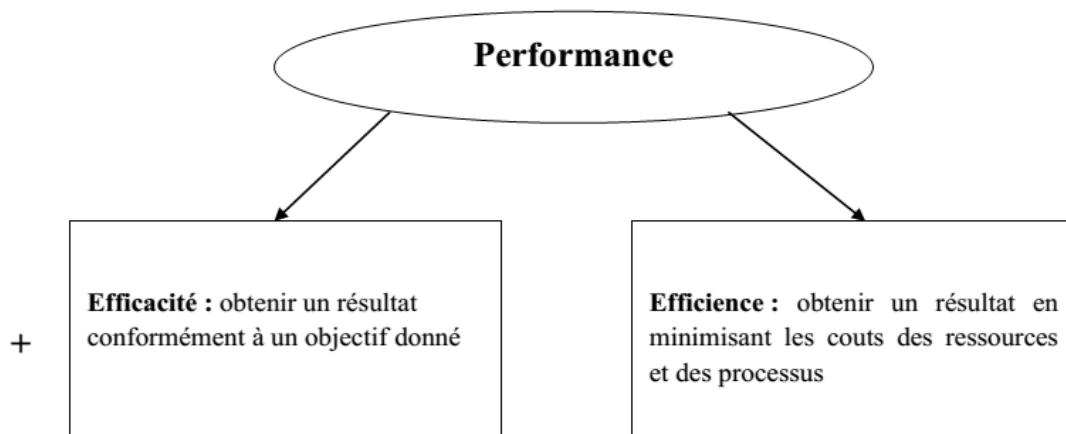 Performance
Efficacité : obtenir un résultat
conformément à un objectif donné
+
Efficience : obtenir un résultat en
minimisant les couts des ressources
et des processus